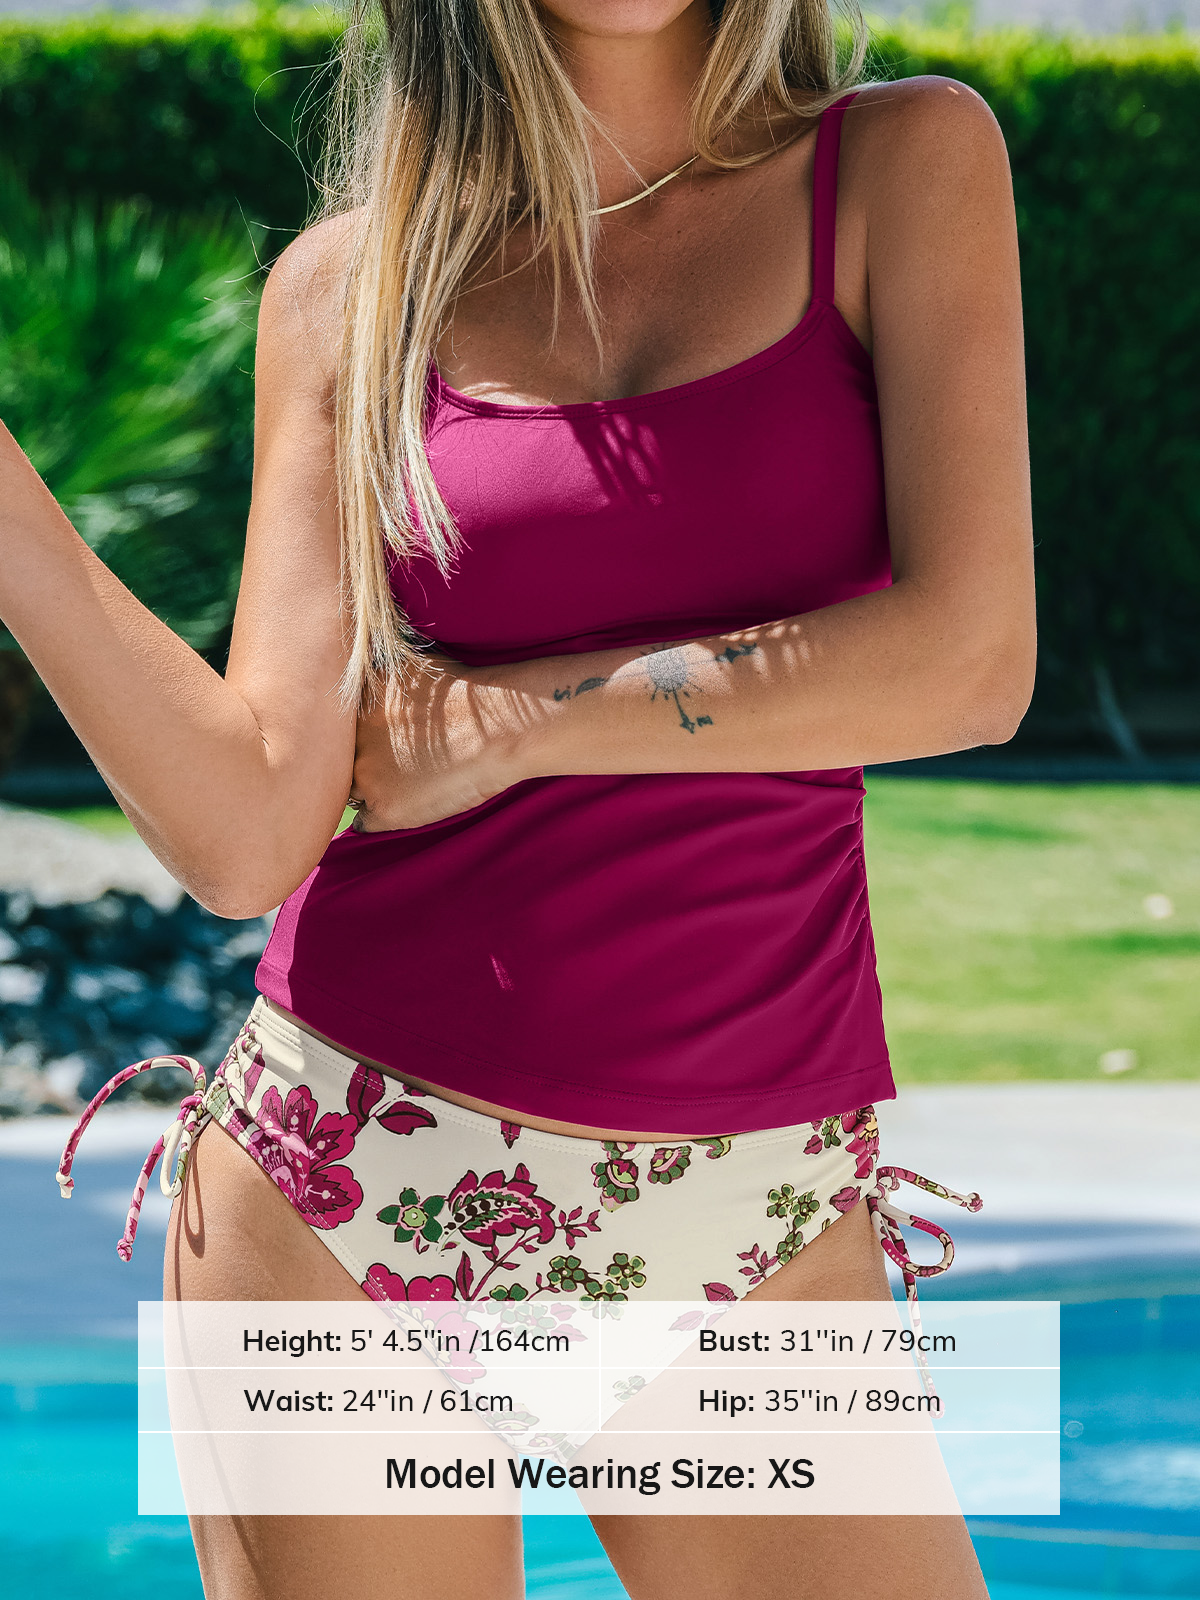 Height: 5' 4.5"in /164cm
Bust: 31''in / 79cm
Waist: 24"in / 61cm
Hip: 35''in / 89cm
Model Wearing Size: XS